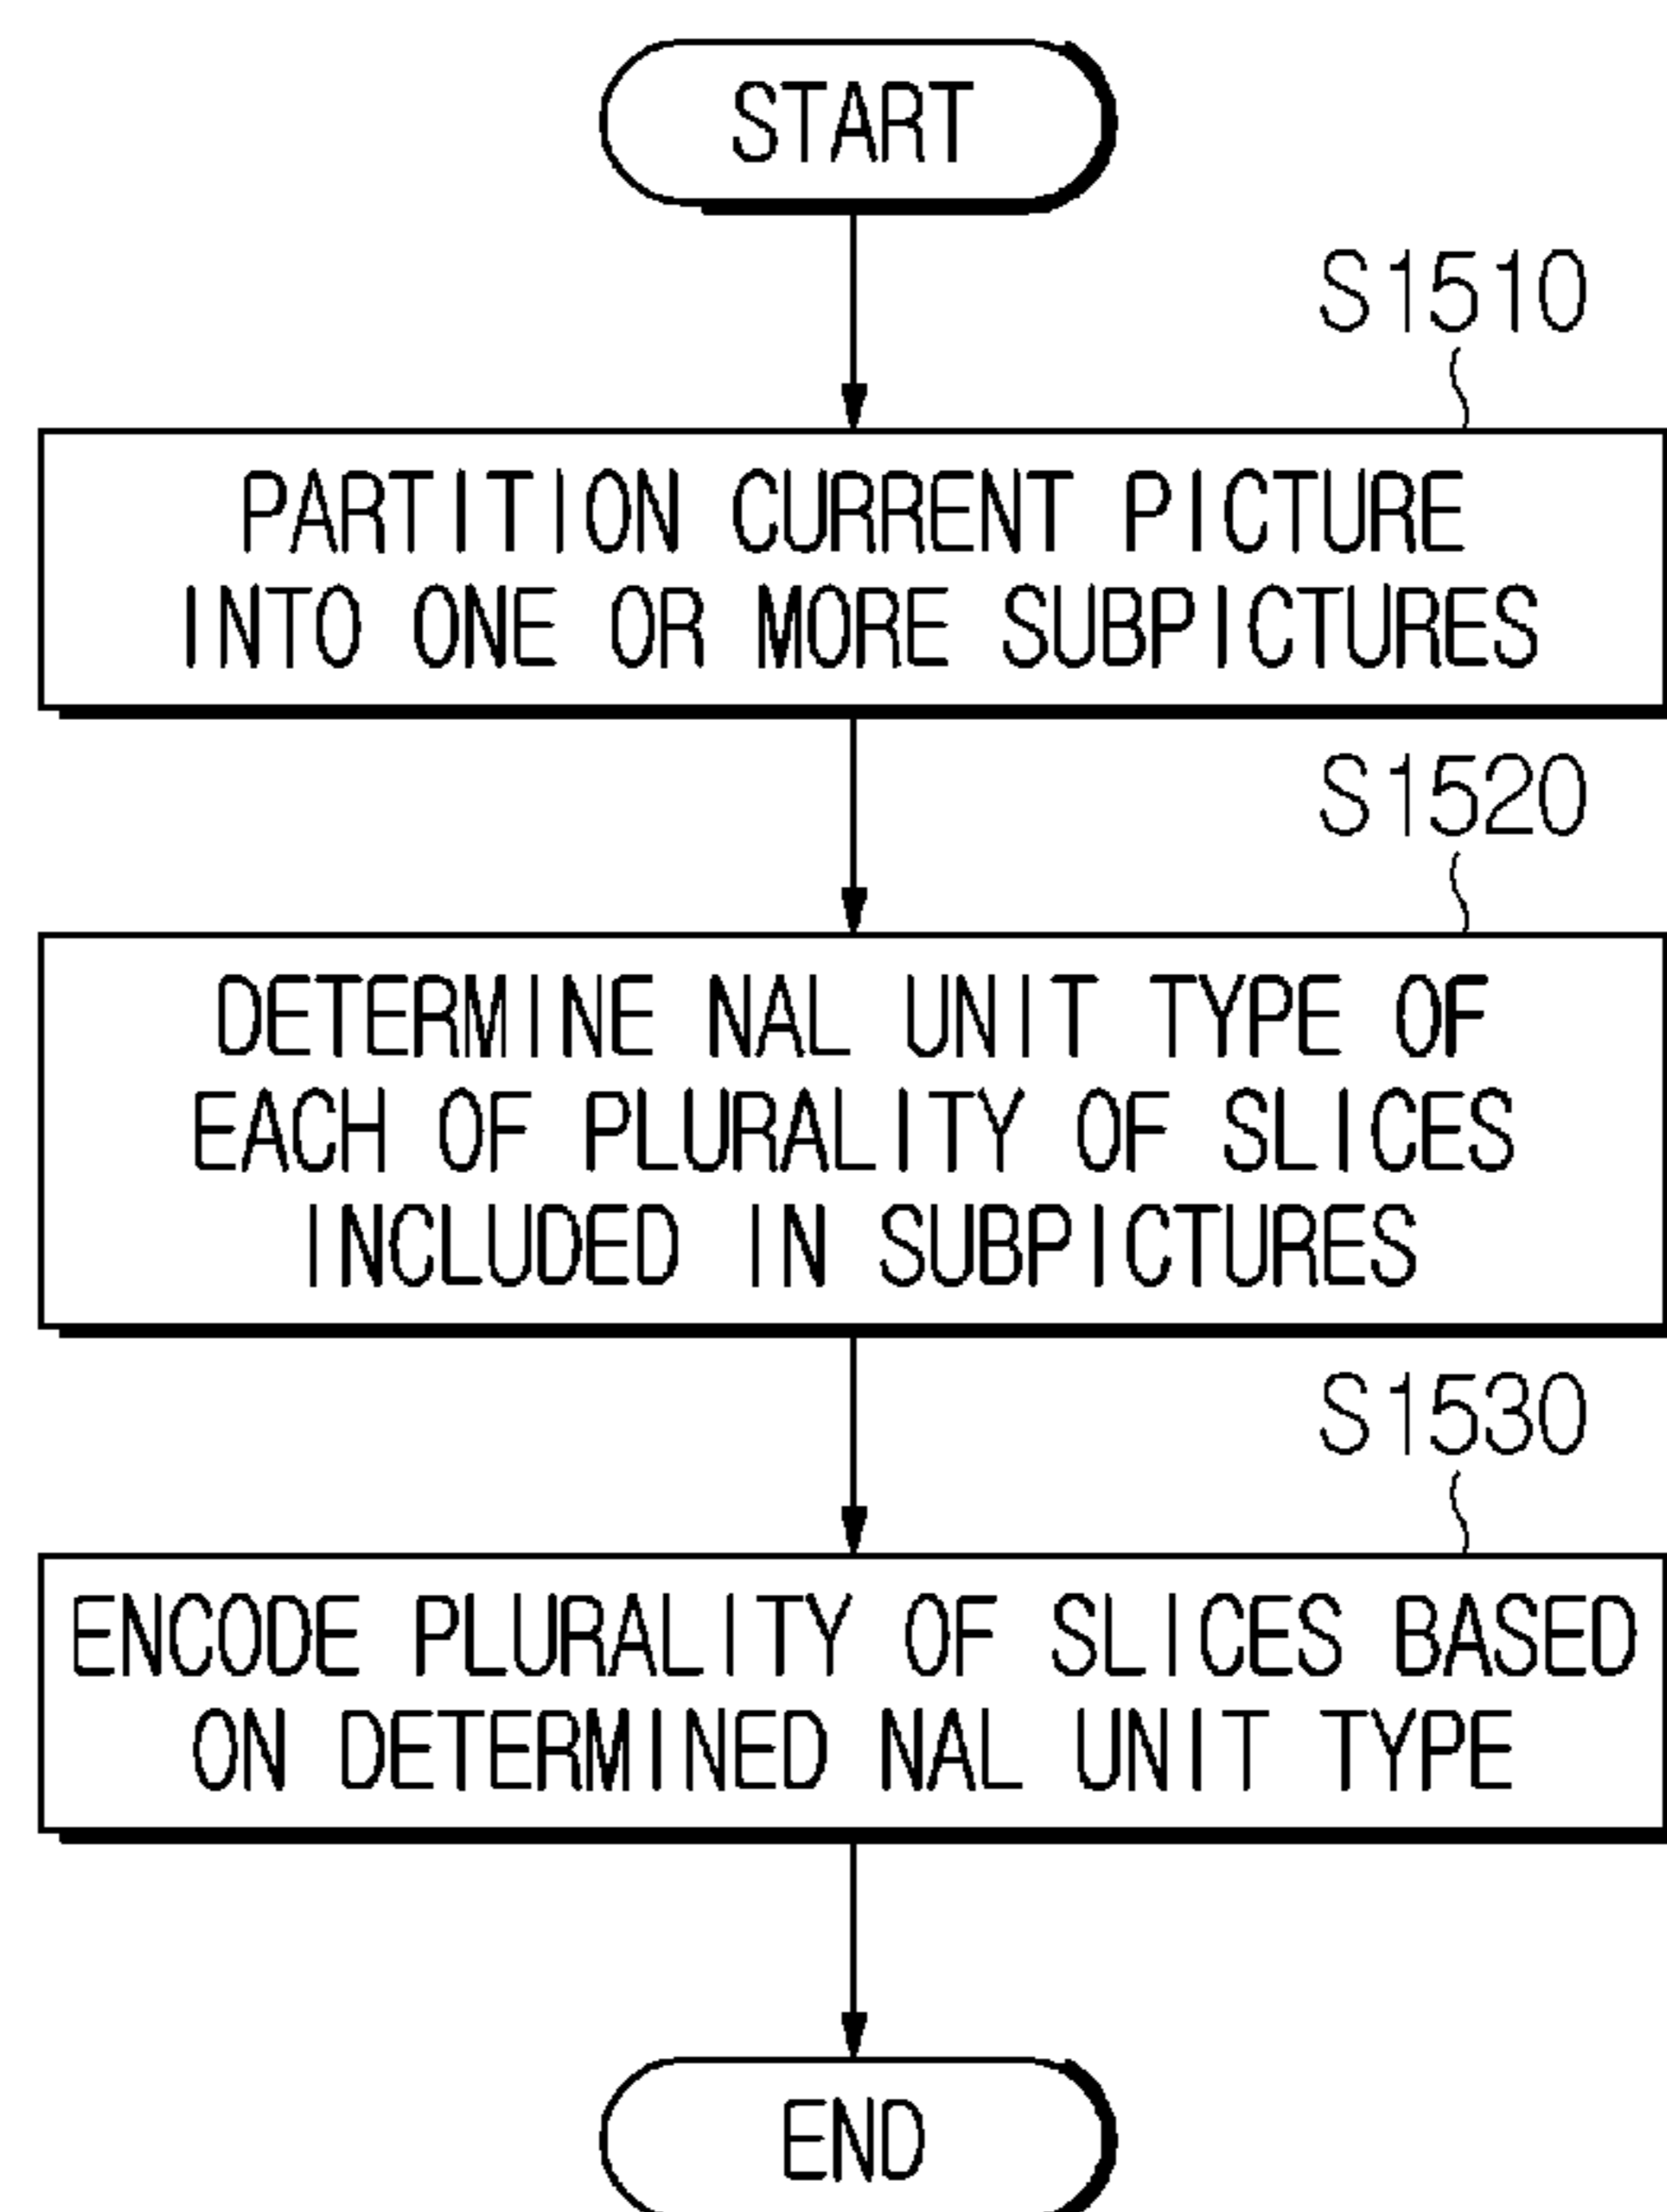 START
S1510
PARTITION CURRENT PICTURE
INTO ONE OR MORE SUBPICTURES
S1520
DETERMINE NAL UNIT TYPE OF
EACH OF PLURALITY OF SLICES
INCLUDED IN SUBPICTURES
S1530
ENCODE PLURALITY OF SLICES BASED
ON DETERMINED NAL UNIT TYPE
END